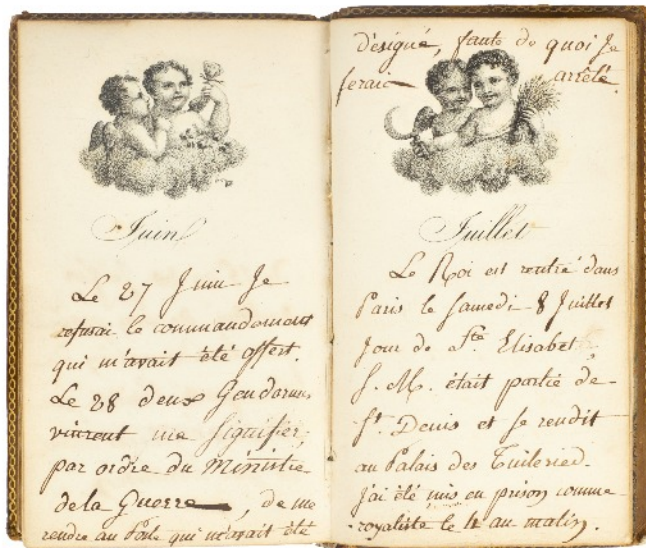 Juin
Le 27 Juin Je
refusai le commandement
qui m'avait été offert.
Le 28 deux Gendarmes
vinrent me signifier,
par ordre du Ministre
de la Guerre, de me
rendre au Poste qui m'avait été
désigné, faute de quoi Je
serais arrêté.
Juillet
Le Roi est rentré dans
Paris le Samedi 8 Juillet
Jour de Ste Elisabet,
S. M. était partie de
St. Denis et se rendit
au Palais des Tuileries.
j'ai été mis en prison comme
royaliste le 4 au matin.